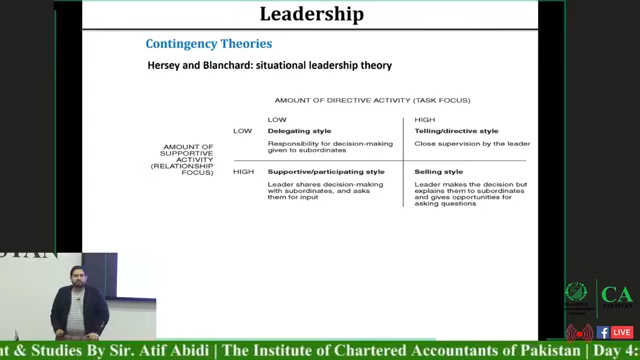 Leadership
Contingency Theories
Hersey and Blanchard: situational leadership theory
AMOUNT OF DIRECTIVE ACTIVITY (TASK FOCUS)
LOW
HIGH
AMOUNT OF
SUPPORTIVE
ACTIVITY
(RELATIONSHIP
FOCUS)
LOW
Delegating style
Responsibility for decision-making
given to subordinates
Telling/directive style
Close supervision by the leader
HIGH
Supportive/participating style
Leader shares decision-making
with subordinates, and asks
them for input
Selling style
Leader makes the decision but
explains them to subordinates
and gives opportunities for
asking questions
STAN
CA
PAKISTAN
LIVE
t & Studies By Sir. Atif Abidi | The Institute of Chartered Accountants of Pakistan | Day 4: